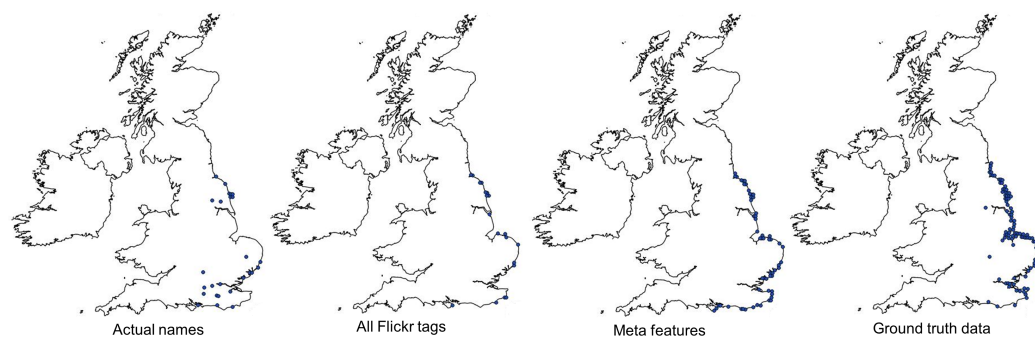 Actual names
All Flickr tags
Meta features
Ground truth data